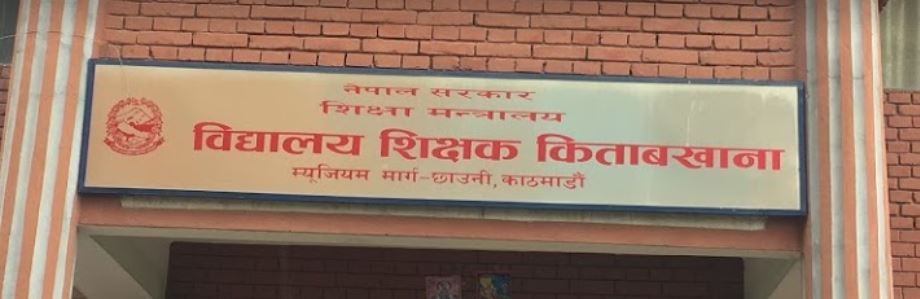 नेपाल सरकार
शिक्षा मन्त्रालय
विद्यालय शिक्षक किताबखाना
म्यूजियम मार्ग-छाउनी, काठमाडौं